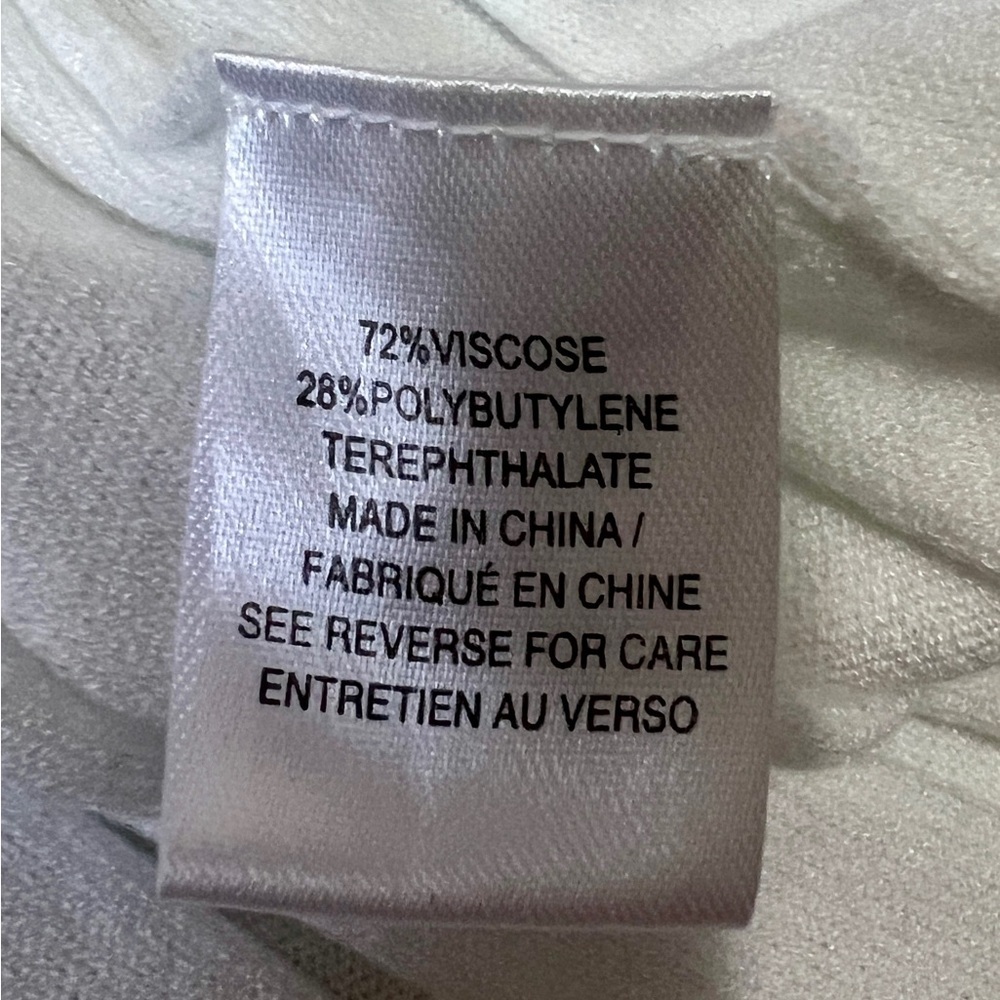 72%VISCOSE
28%POLYBUTYLENE
TEREPHTHALATE
MADE IN CHINA /
FABRIQUÉ EN CHINE
SEE REVERSE FOR CARE
ENTRETIEN AU VERSO